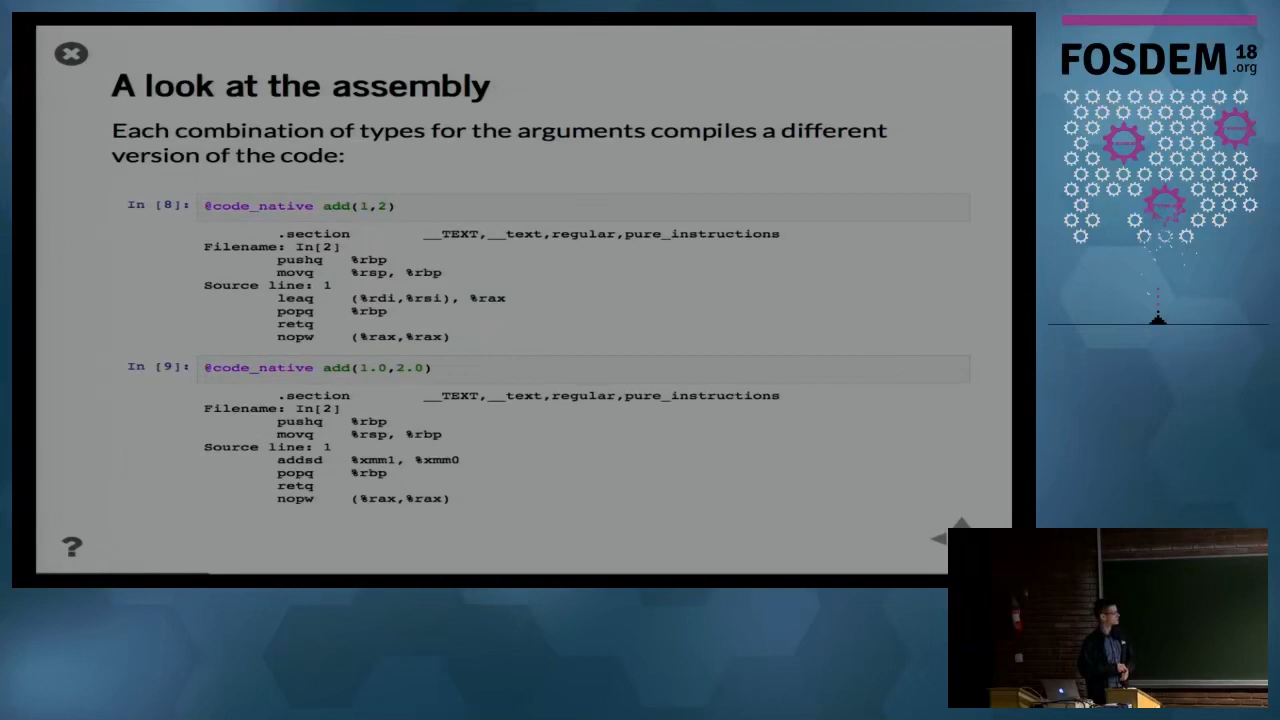 A look at the assembly
Each combination of types for the arguments compiles a different
version of the code:
In [8]: @code_native add(1,2)
.section __TEXT,__text,regular,pure_instructions
Filename: In[2]
pushq %rbp
movq %rsp, %rbp
Source line: 1
leaq (%rdi,%rsi), %rax
popq %rbp
retq
nopw (%rax,%rax)
In [9]: @code_native add(1.0,2.0)
.section __TEXT,__text,regular,pure_instructions
Filename: In[2]
pushq %rbp
movq %rsp, %rbp
Source line: 1
addsd %xmm1, %xmm0
popq %rbp
retq
nopw (%rax,%rax)
?
FOSDEM 18
.org